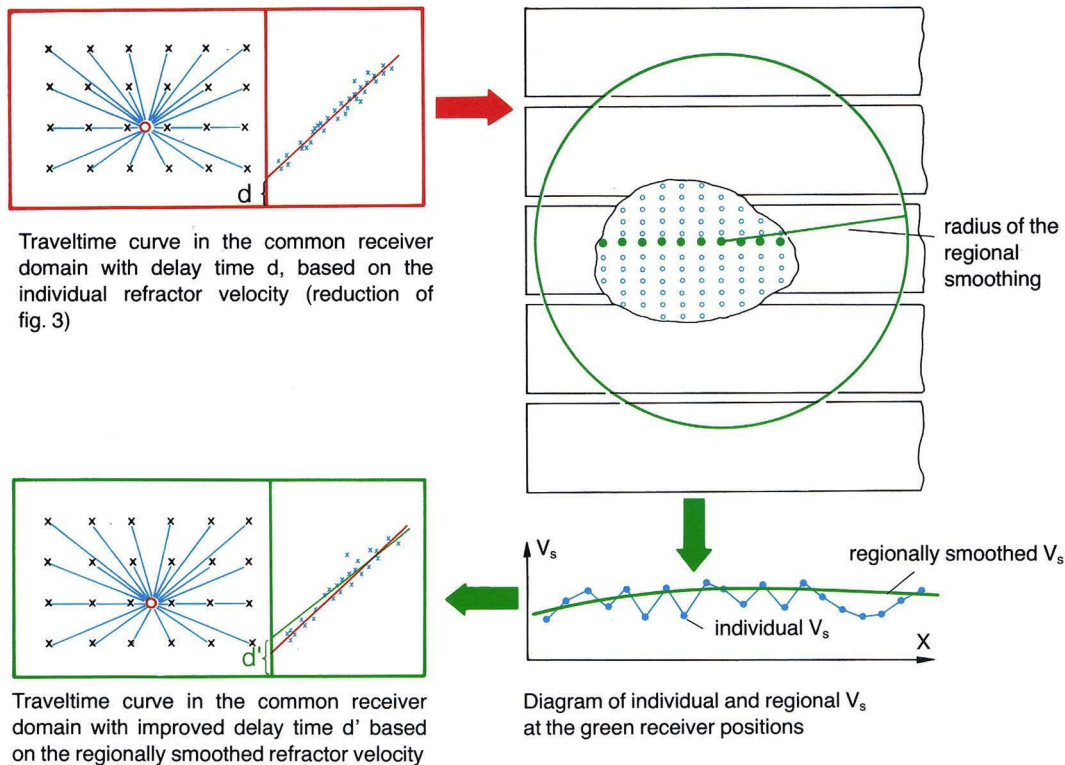 d
Traveltime curve in the common receiver
domain with delay time d, based on the
individual refractor velocity (reduction of
fig. 3)
radius of the
regional
smoothing
Vs
regionally smoothed Vs
individual Vs
X
Diagram of individual and regional Vs
at the green receiver positions
d'
Traveltime curve in the common receiver
domain with improved delay time d' based
on the regionally smoothed refractor velocity